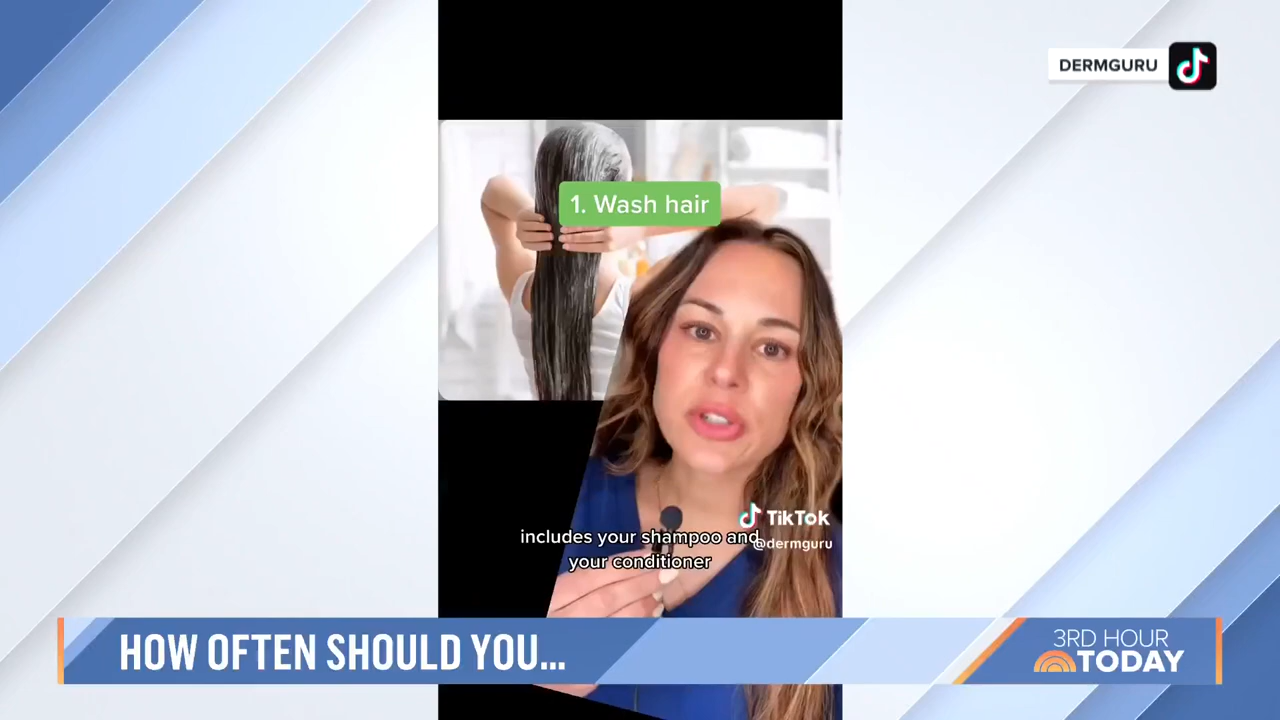 DERMGURU
1. Wash hair
TikTok
@dermguru
includes your shampoo and
your conditioner
HOW OFTEN SHOULD YOU...
3RD HOUR
TODAY